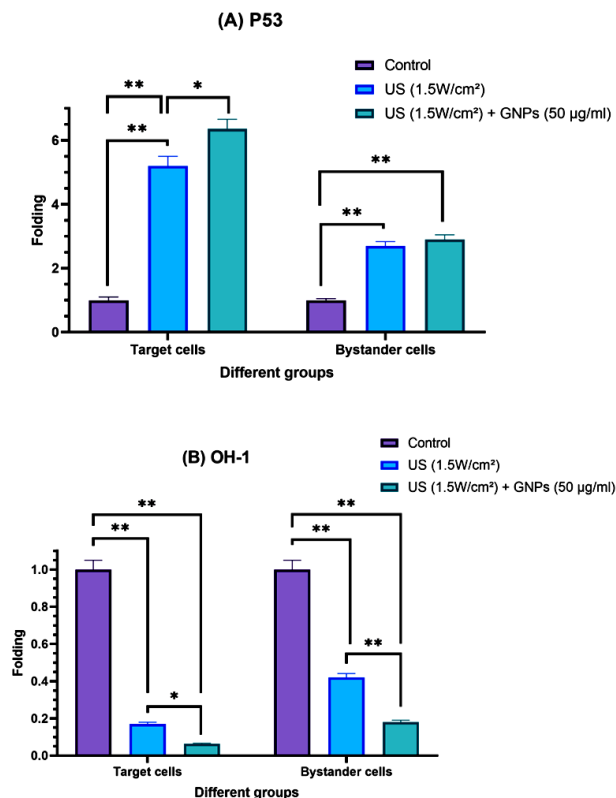 (A) P53
Control
US (1.5W/cm²)
US (1.5W/cm²) + GNPs (50 µg/ml)
** *
**
**
**
Folding
6
4
2
0
Target cells Bystander cells
Different groups
(B) OH-1
Control
US (1.5W/cm²)
US (1.5W/cm²) + GNPs (50 µg/ml)
** **
** **
**
*
Folding
1.0
0.8
0.6
0.4
0.2
0.0
Target cells Bystander cells
Different groups